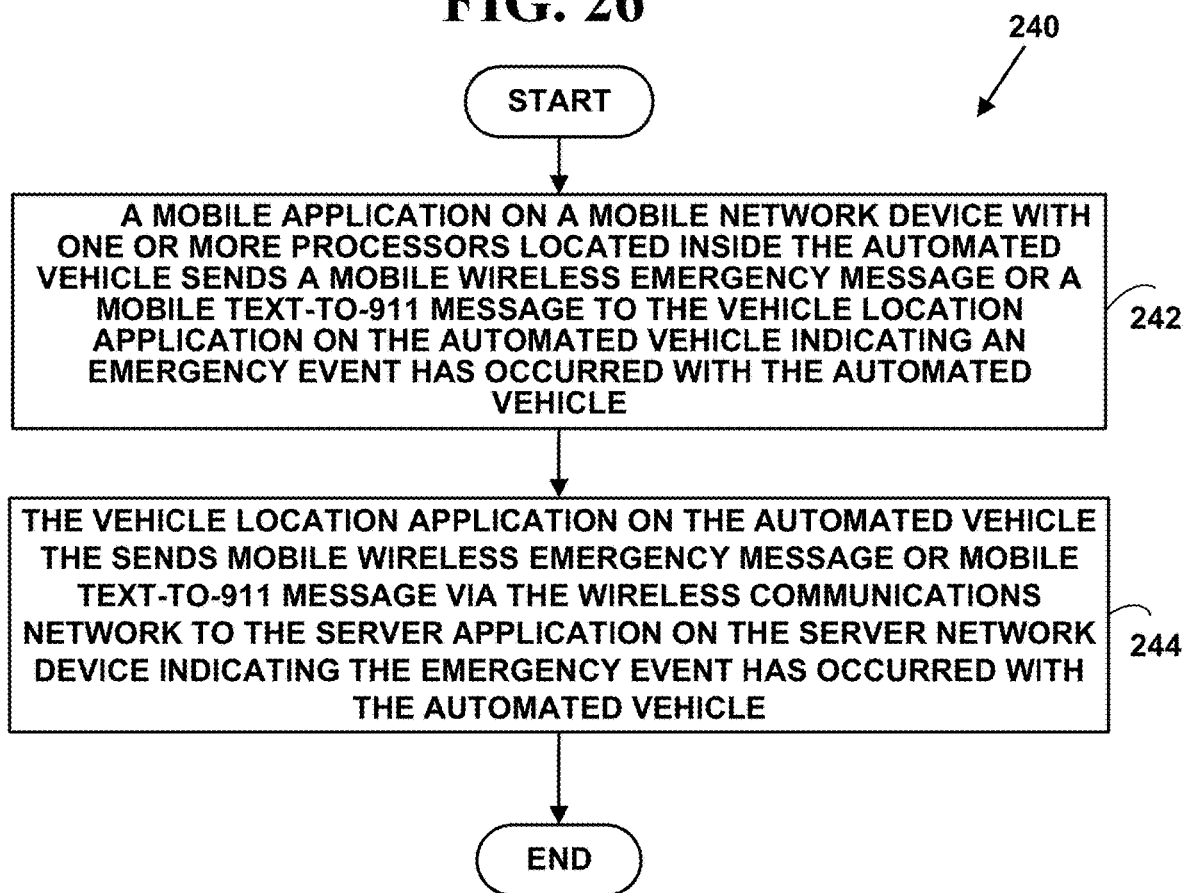 FIG. 26
240
START
A MOBILE APPLICATION ON A MOBILE NETWORK DEVICE WITH
ONE OR MORE PROCESSORS LOCATED INSIDE THE AUTOMATED
VEHICLE SENDS A MOBILE WIRELESS EMERGENCY MESSAGE OR A
MOBILE TEXT-TO-911 MESSAGE TO THE VEHICLE LOCATION
APPLICATION ON THE AUTOMATED VEHICLE INDICATING AN
EMERGENCY EVENT HAS OCCURRED WITH THE AUTOMATED
VEHICLE
242
THE VEHICLE LOCATION APPLICATION ON THE AUTOMATED VEHICLE
THE SENDS MOBILE WIRELESS EMERGENCY MESSAGE OR MOBILE
TEXT-TO-911 MESSAGE VIA THE WIRELESS COMMUNICATIONS
NETWORK TO THE SERVER APPLICATION ON THE SERVER NETWORK
DEVICE INDICATING THE EMERGENCY EVENT HAS OCCURRED WITH
THE AUTOMATED VEHICLE
244
END